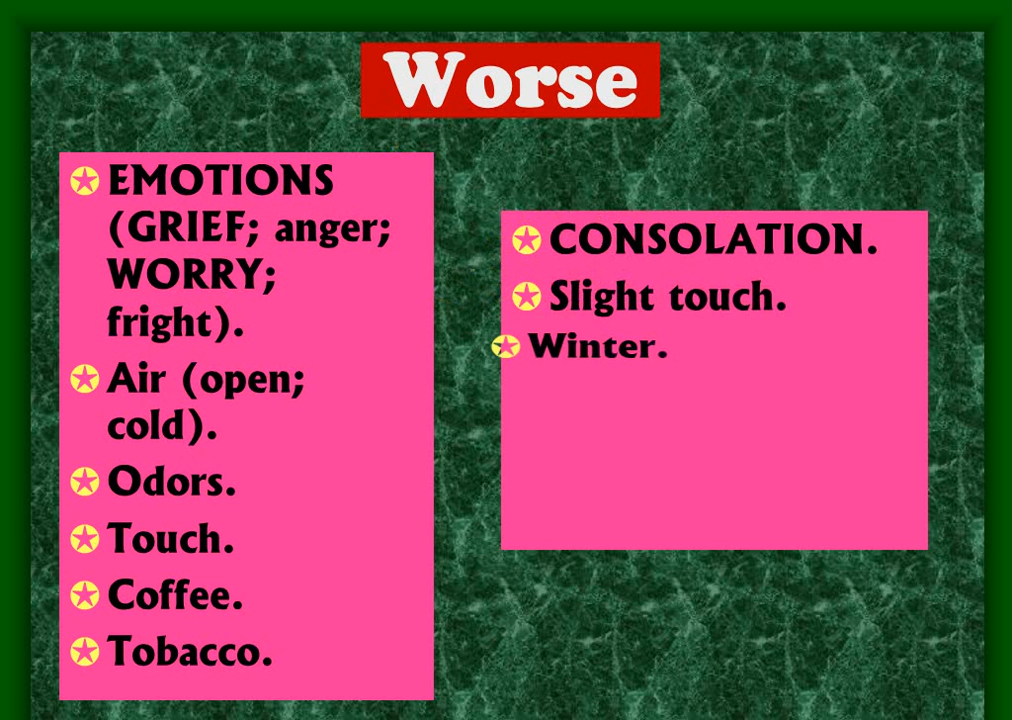 Worse
EMOTIONS
(GRIEF; anger;
WORRY;
fright).
Air (open;
cold).
Odors.
Touch.
Coffee.
Tobacco.
CONSOLATION.
Slight touch.
Winter.